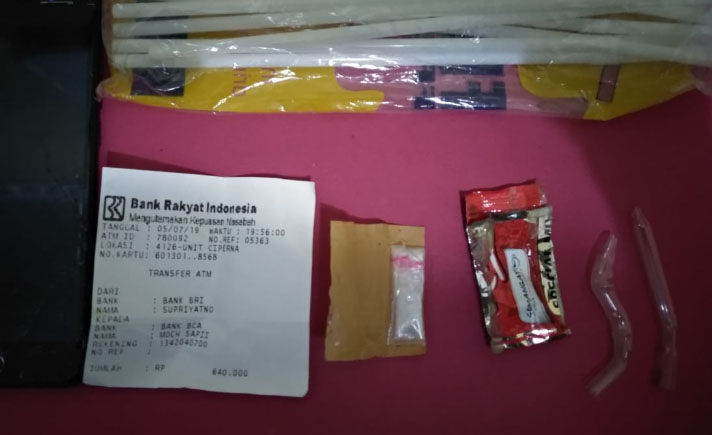 Bank Rakyat Indonesia
Mengutamakan Kepuasan Nasabah
TANGGAL : 05/07/19 WAKTU : 19:56:00
ATM ID : 780092 NO.REF: 05363
LOKASI : 4126-UNIT CIPERNA
NO.KARTU: 601301..8568
TRANSFER ATM
DARI
BANK : BANK BRI
NAMA : SUPRIYATNO
KEPADA
BANK : BANK BCA
NAMA : MOCH SAPII
REKENING : 1342040700
NO REF :
JUMLAH : RP 640.000